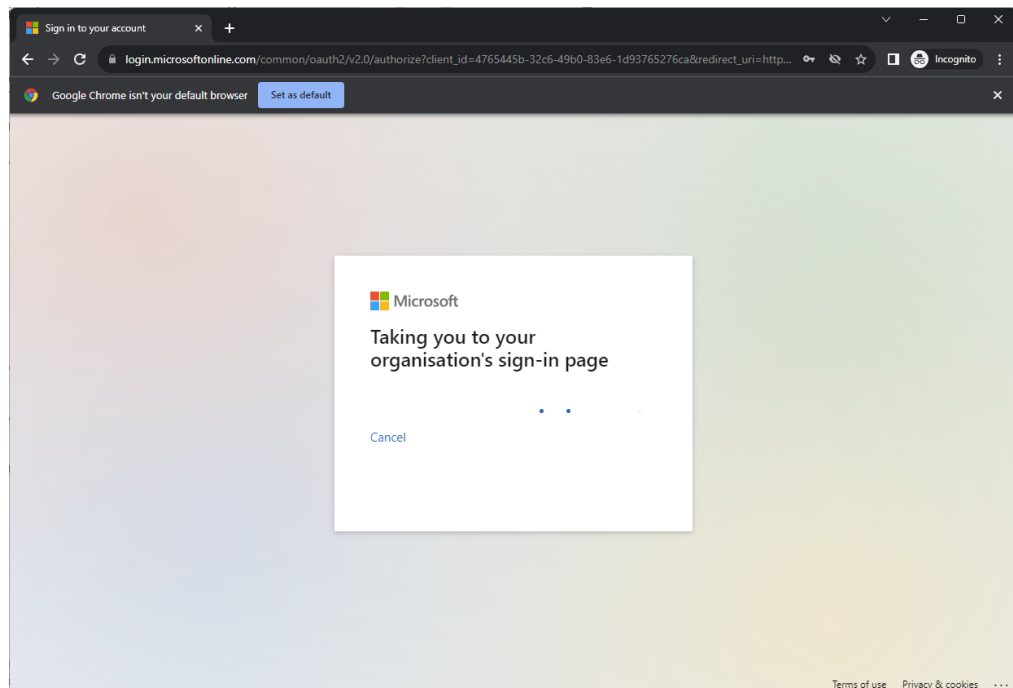 Sign in to your account
login.microsoftonline.com/common/oauth2/v2.0/authorize?client_id=4765445b-32c6-49b0-83e6-1d93765276ca&redirect_uri=http...
Incognito
Google Chrome isn't your default browser
Set as default
Microsoft
Taking you to your
organisation's sign-in page
Cancel
Terms of use
Privacy & cookies
...